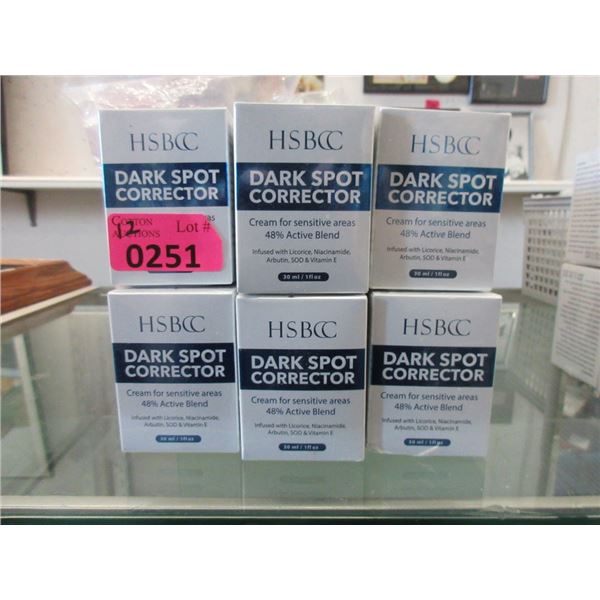 HSBCC
DARK SPOT
CORRECTOR
12
COTTON
AUCTIONS
Lot #
0251
HSBCC
DARK SPOT
CORRECTOR
Cream for sensitive areas
48% Active Blend
Infused with Licorice, Niacinamide,
Arbutin, SOD & Vitamin E
30 ml / 1fl oz
HSBCC
DARK SPOT
CORRECTOR
Cream for sensitive areas
48% Active Blend
Infused with Licorice, Niacinamide,
Arbutin, SOD & Vitamin E
30 ml / 1fl oz
HSBCC
DARK SPOT
CORRECTOR
Cream for sensitive areas
48% Active Blend
Infused with Licorice, Niacinamide,
Arbutin, SOD & Vitamin E
30 ml / 1fl oz
HSBCC
DARK SPOT
CORRECTOR
Cream for sensitive areas
48% Active Blend
Infused with Licorice, Niacinamide,
Arbutin, SOD & Vitamin E
30 ml / 1fl oz
HSBCC
DARK SPOT
CORRECTOR
Cream for sensitive areas
48% Active Blend
Infused with Licorice, Niacinamide,
Arbutin, SOD & Vitamin E
30 ml / 1fl oz